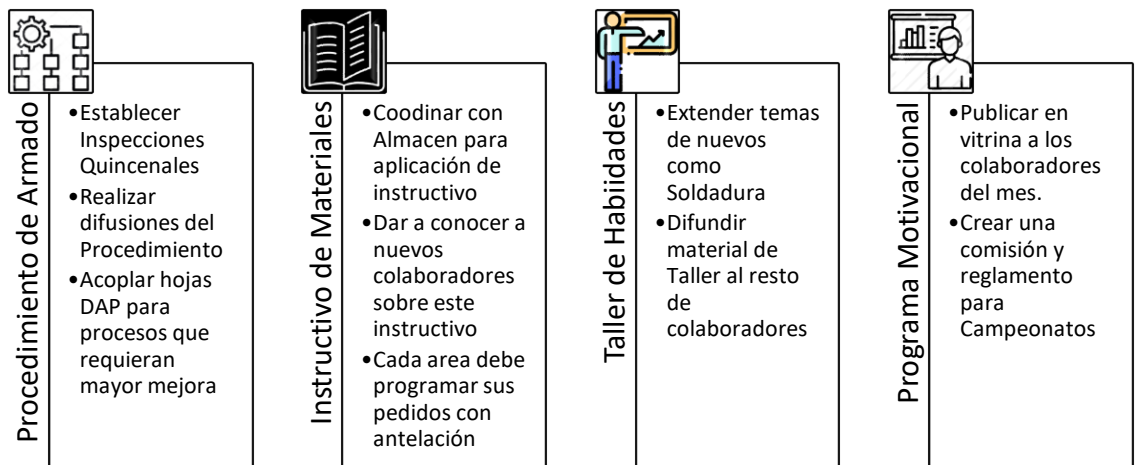 Procedimiento de Armado
•Establecer
Inspecciones
Quincenales
•Realizar
difusiones del
Procedimiento
•Acoplar hojas
DAP para
procesos que
requieran
mayor mejora
Instructivo de Materiales
•Coodinar con
Almacen para
aplicación de
instructivo
•Dar a conocer a
nuevos
colaboradores
sobre este
instructivo
•Cada area debe
programar sus
pedidos con
antelación
Taller de Habiidades
•Extender temas
de nuevos
como
Soldadura
•Difundir
material de
Taller al resto
de
colaboradores
Programa Motivacional
•Publicar en
vitrina a los
colaboradores
del mes.
•Crear una
comisión y
reglamento
para
Campeonatos